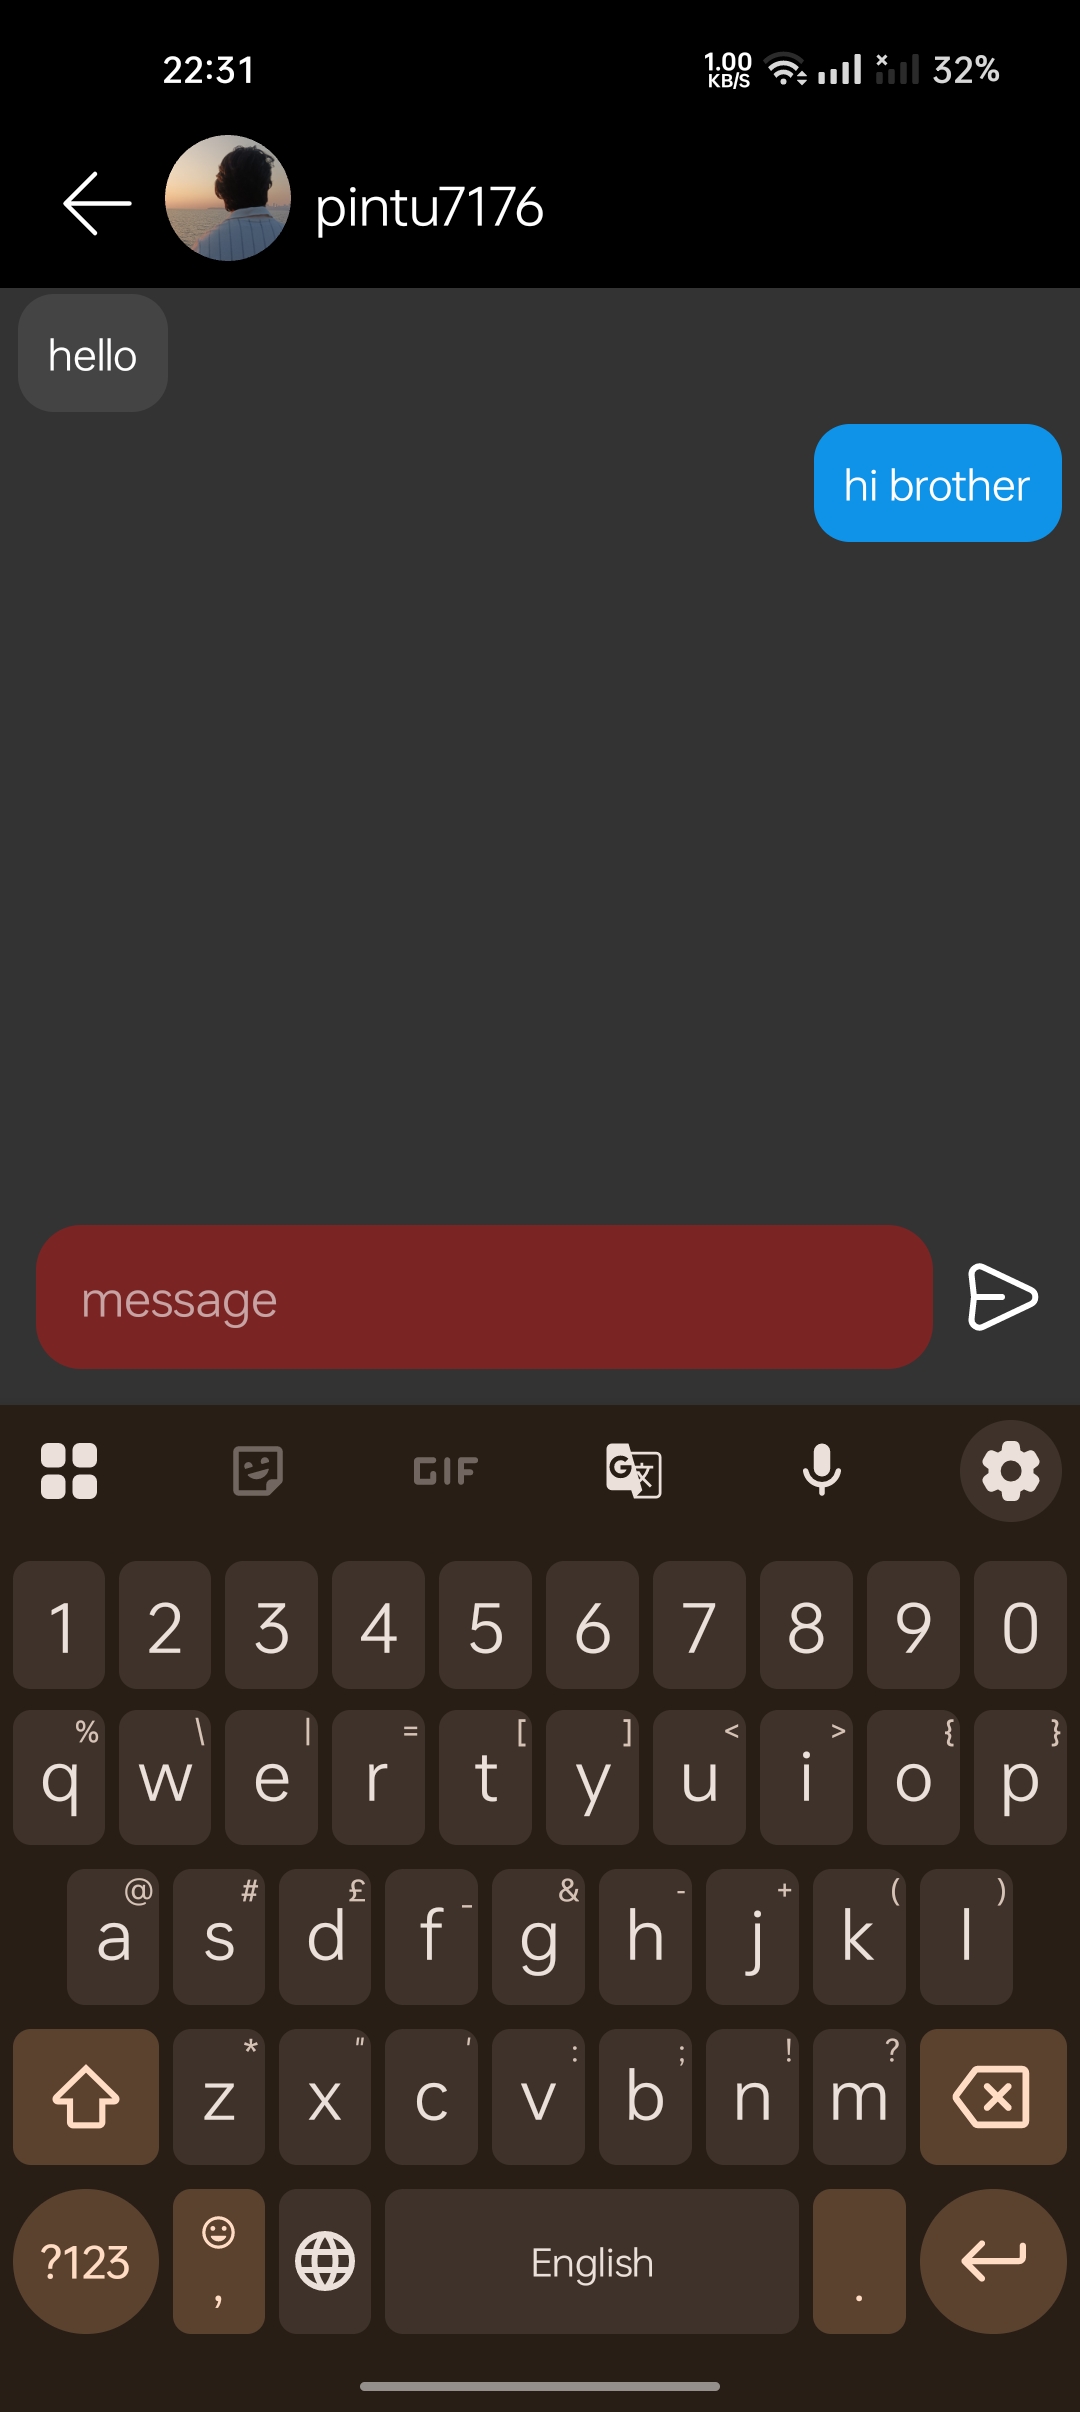 22:31 1.00 KB/S 32%
pintu7176
hello
hi brother
message
GIF G 文
1 2 3 4 5 6 7 8 9 0
% \ | = [ ] < > { }
q w e r t y u i o p
@ # £ _ & - + ( )
a s d f g h j k l
* " ' : ; ! ?
z x c v b n m
?123 , English .